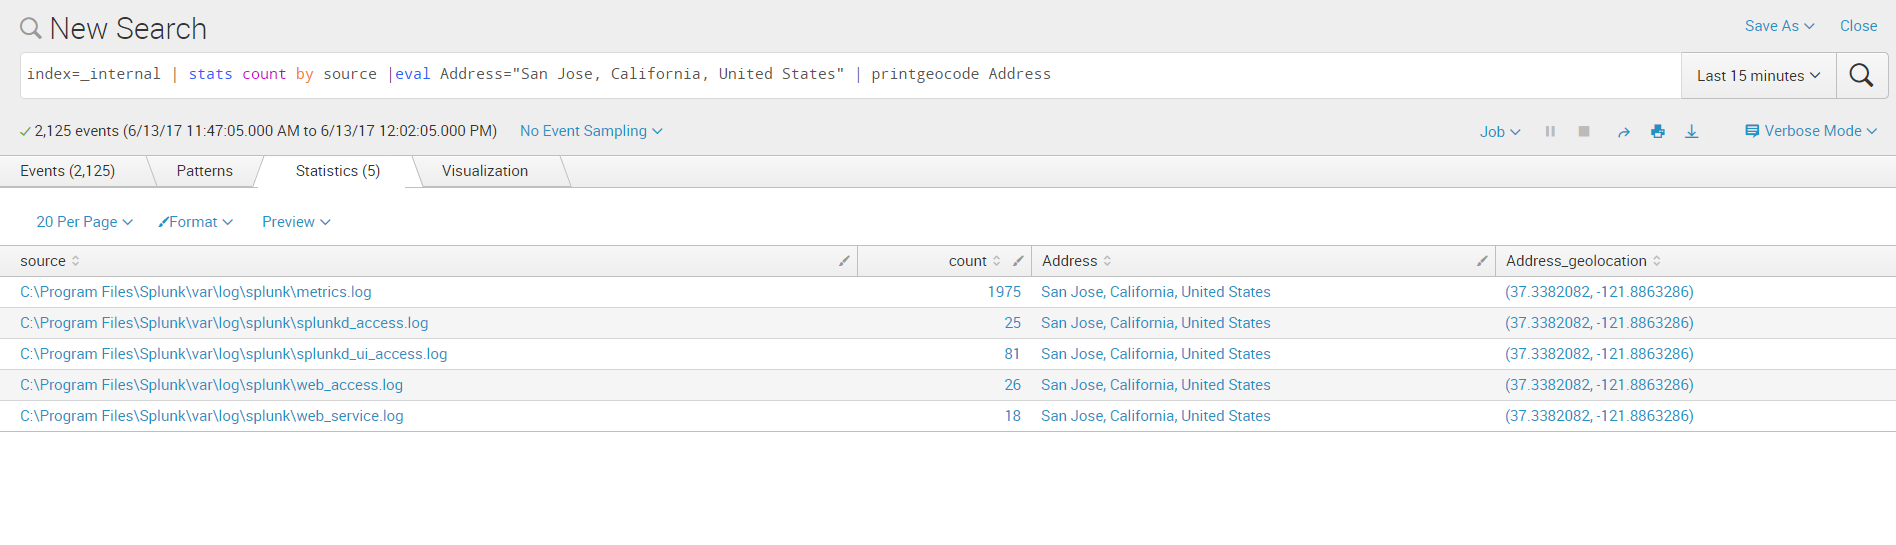 New Search
Save As Close
index=_internal | stats count by source |eval Address="San Jose, California, United States" | printgeocode Address
Last 15 minutes
2,125 events (6/13/17 11:47:05.000 AM to 6/13/17 12:02:05.000 PM) No Event Sampling Job Verbose Mode
Events (2,125) Patterns Statistics (5) Visualization
20 Per Page Format Preview
source count Address Address_geolocation
C:\Program Files\Splunk\var\log\splunk\metrics.log 1975 San Jose, California, United States (37.3382082, -121.8863286)
C:\Program Files\Splunk\var\log\splunk\splunkd_access.log 25 San Jose, California, United States (37.3382082, -121.8863286)
C:\Program Files\Splunk\var\log\splunk\splunkd_ui_access.log 81 San Jose, California, United States (37.3382082, -121.8863286)
C:\Program Files\Splunk\var\log\splunk\web_access.log 26 San Jose, California, United States (37.3382082, -121.8863286)
C:\Program Files\Splunk\var\log\splunk\web_service.log 18 San Jose, California, United States (37.3382082, -121.8863286)